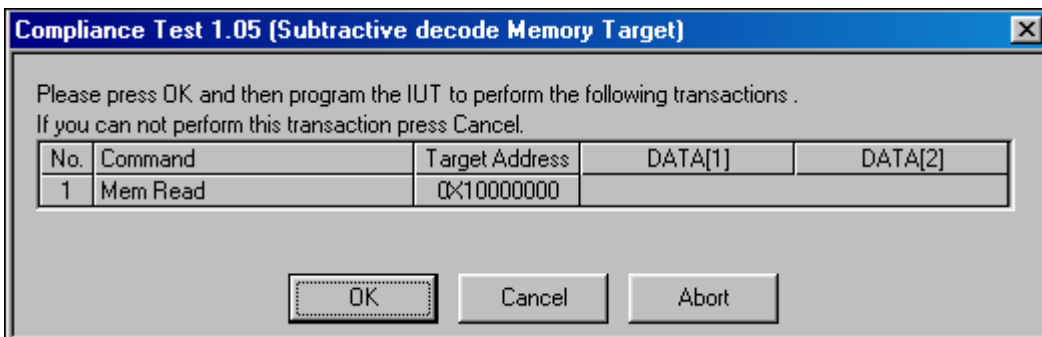 Compliance Test 1.05 (Subtractive decode Memory Target)
Please press OK and then program the IUT to perform the following transactions .
If you can not perform this transaction press Cancel.
No. Command Target Address DATA[1] DATA[2]
1 Mem Read 0X10000000
OK Cancel Abort